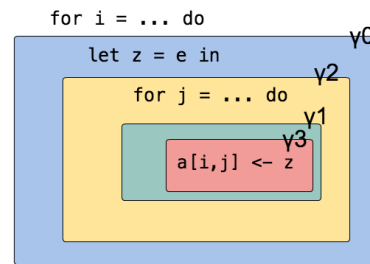 for i = ... do
γ0
let z = e in
γ2
for j = ... do
γ1
γ3
a[i,j] <- z